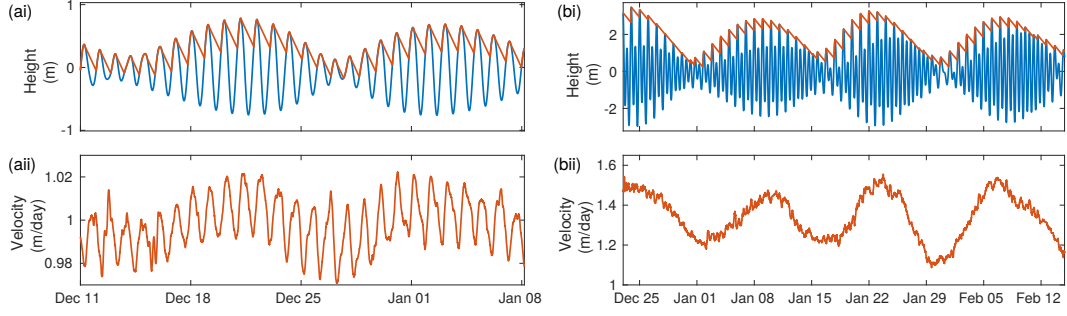 (ai)
1
0
-1
Height
(m)
(bi)
2
0
-2
Height
(m)
(aii)
1.02
1
0.98
Velocity
(m/day)
Dec 11
Dec 18
Dec 25
Jan 01
Jan 08
(bii)
1.6
1.4
1.2
1
Velocity
(m/day)
Dec 25
Jan 01
Jan 08
Jan 15
Jan 22
Jan 29
Feb 05
Feb 12